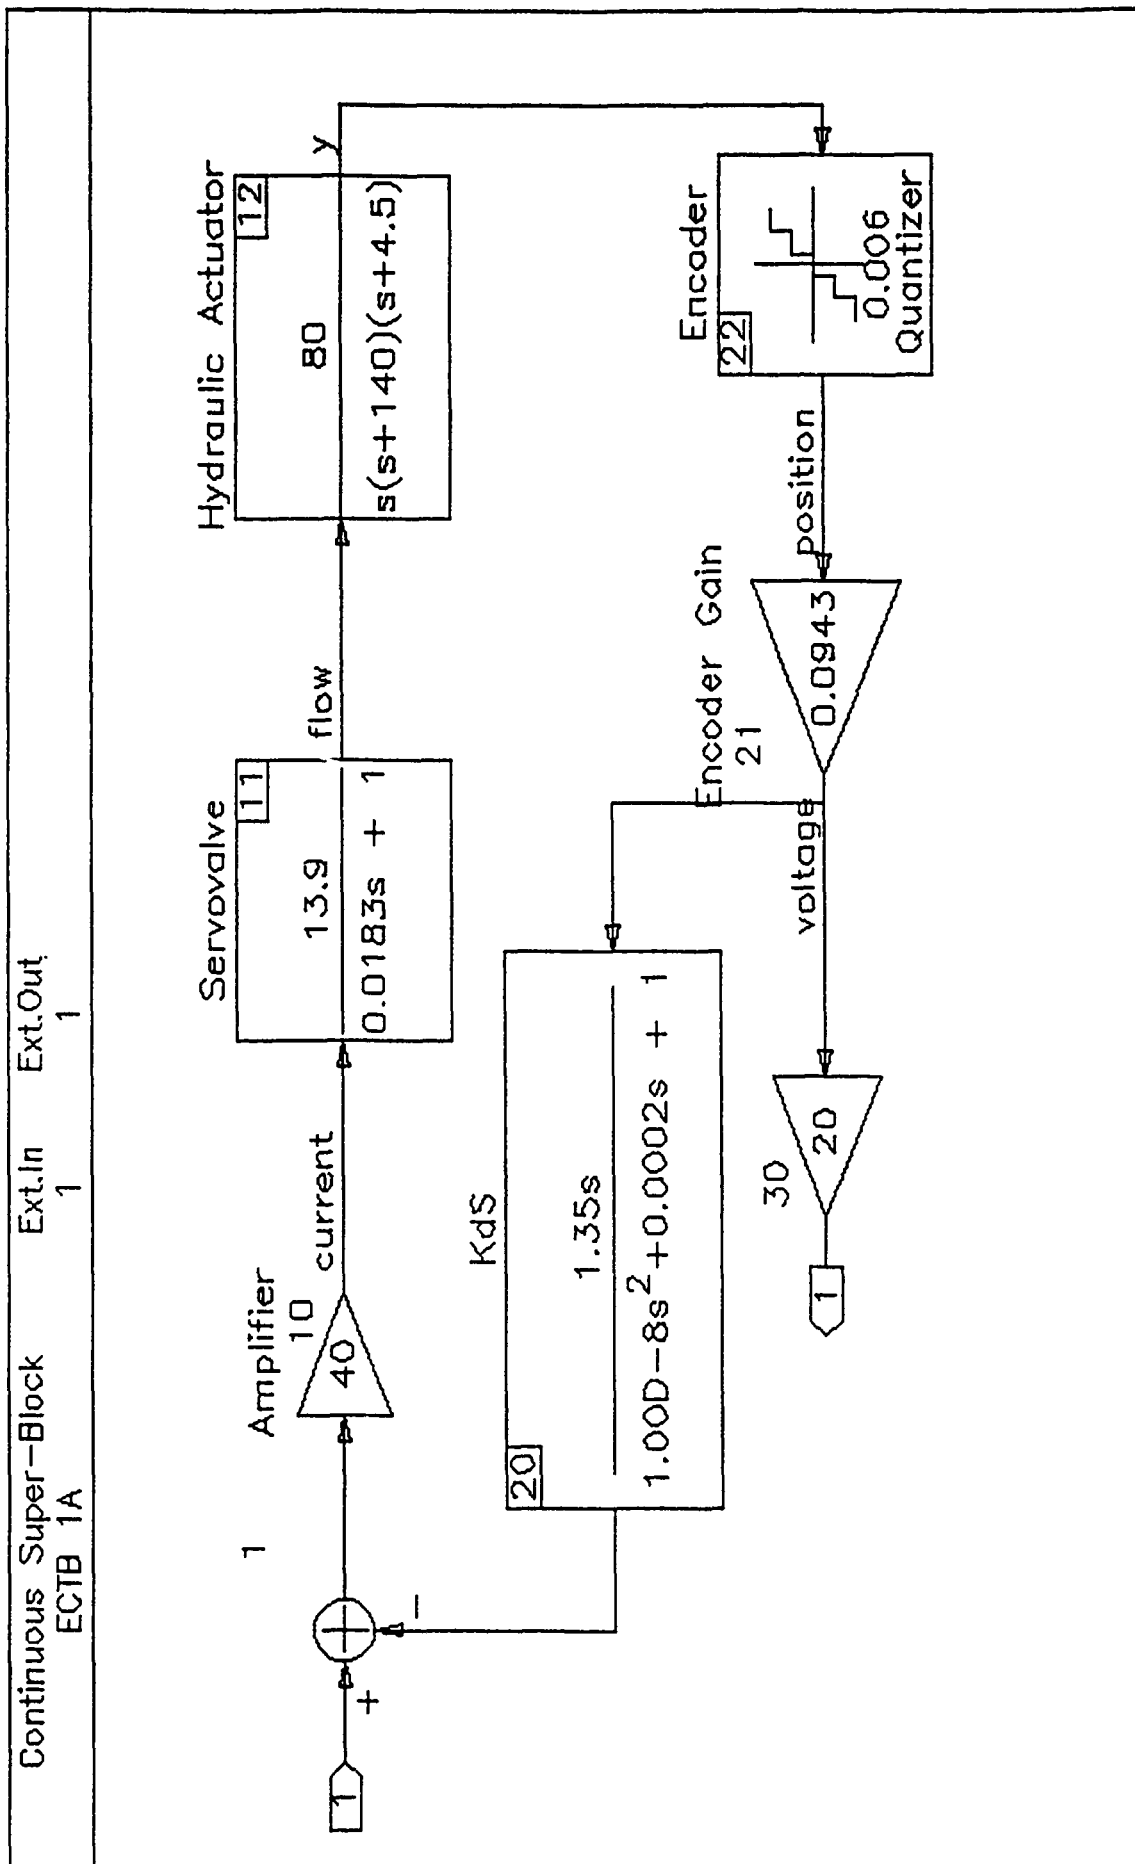 Continuous Super-Block Ext.In Ext.Out
ECTB 1A 1 1
1
+
-
1
Amplifier
10
40
current
Servovalve
11
13.9
0.0183s + 1
flow
Hydraulic Actuator
12
80
s(s+140)(s+4.5)
y
KdS
20
1.35s
1.00D-8s²+0.0002s + 1
Encoder Gain
21
0.0943
position
Encoder
22
0.006
Quantizer
voltage
30
20
1